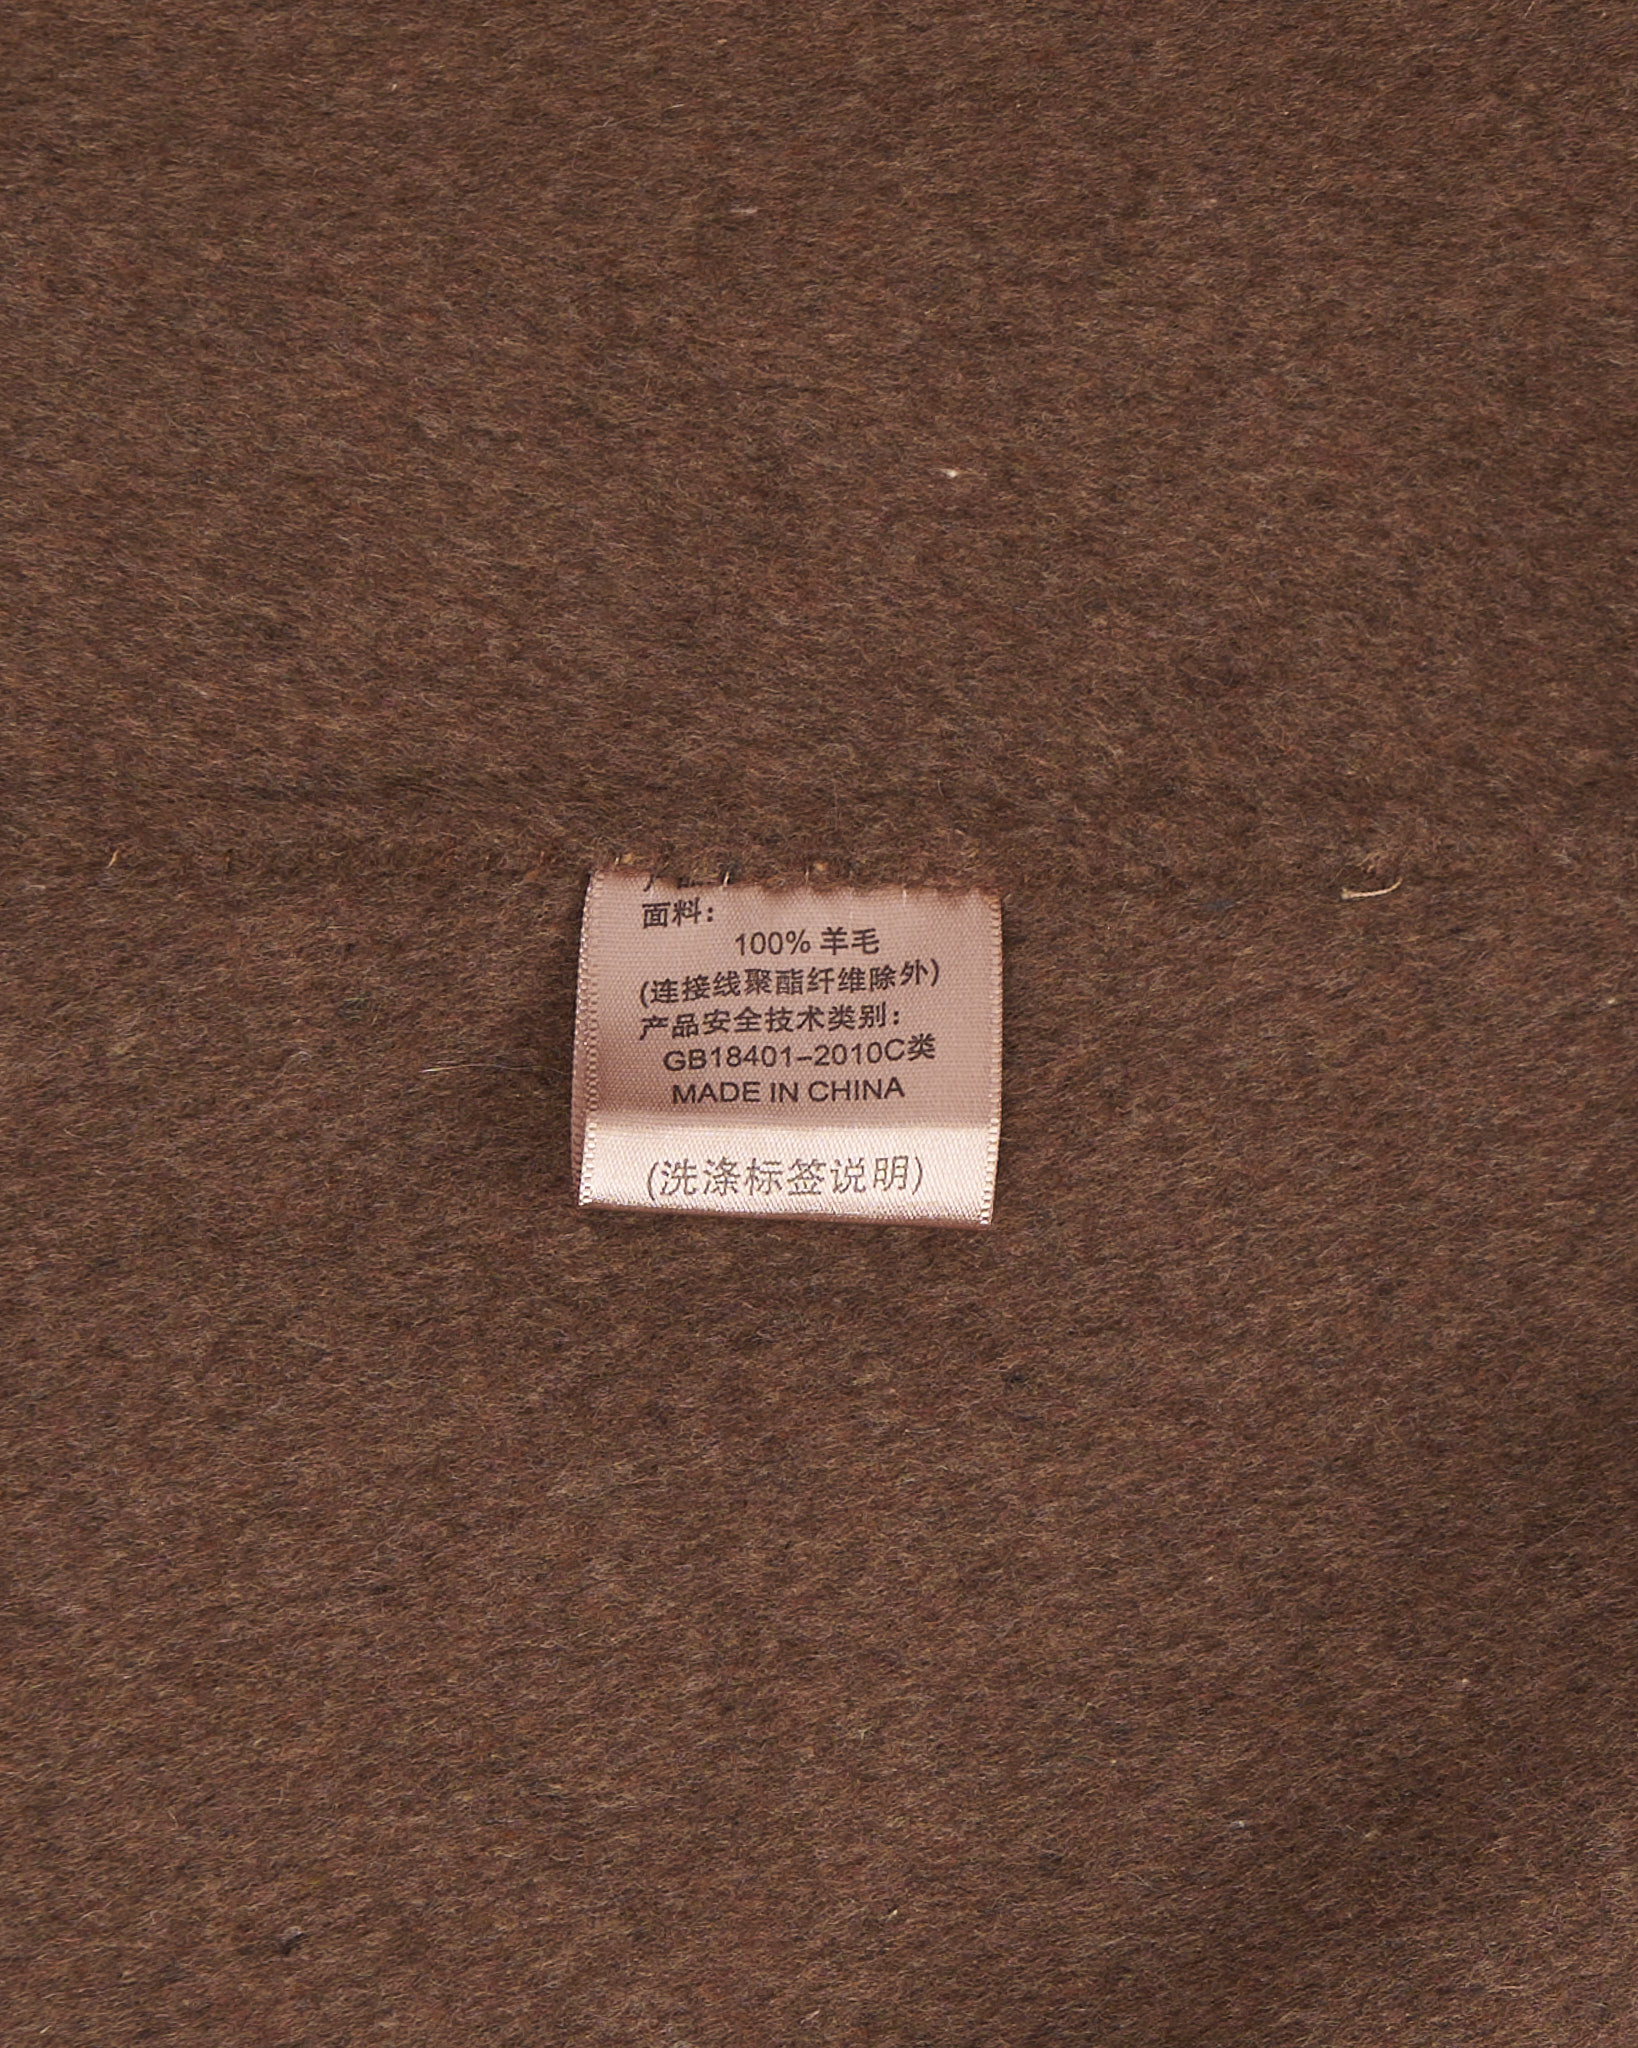 面料：
100% 羊毛
(连接线聚酯纤维除外)
产品安全技术类别：
GB18401-2010C类
MADE IN CHINA
(洗涤标签说明)